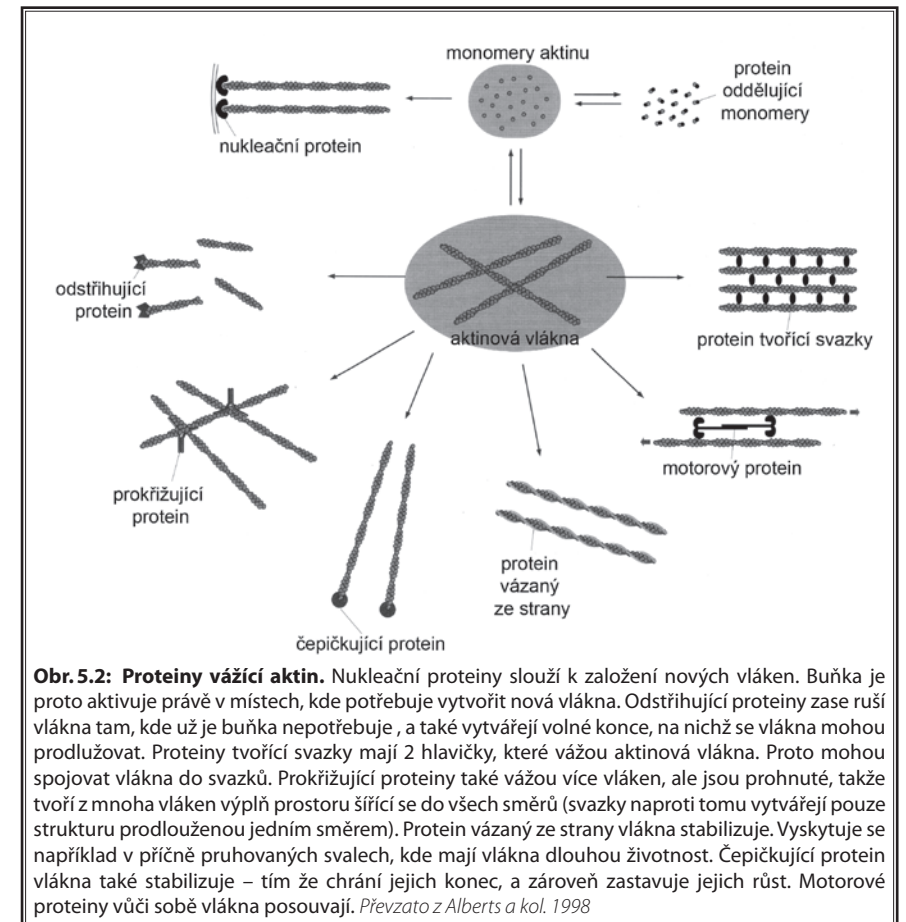 monomery aktinu
protein
oddělující
monomery
nukleační protein
odstřihující
protein
aktinová vlákna
protein tvořící svazky
motorový protein
prokřižující
protein
protein
vázaný
ze strany
čepičkující protein
Obr. 5.2: Proteiny vážící aktin. Nukleační proteiny slouží k založení nových vláken. Buňka je
proto aktivuje právě v místech, kde potřebuje vytvořit nová vlákna. Odstřihující proteiny zase ruší
vlákna tam, kde už je buňka nepotřebuje , a také vytvářejí volné konce, na nichž se vlákna mohou
prodlužovat. Proteiny tvořící svazky mají 2 hlavičky, které vážou aktinová vlákna. Proto mohou
spojovat vlákna do svazků. Prokřižující proteiny také vážou více vláken, ale jsou prohnuté, takže
tvoří z mnoha vláken výplň prostoru šířící se do všech směrů (svazky naproti tomu vytvářejí pouze
strukturu prodlouženou jedním směrem). Protein vázaný ze strany vlákna stabilizuje. Vyskytuje se
například v příčně pruhovaných svalech, kde mají vlákna dlouhou životnost. Čepičkující protein
vlákna také stabilizuje – tím že chrání jejich konec, a zároveň zastavuje jejich růst. Motorové
proteiny vůči sobě vlákna posouvají. Převzato z Alberts a kol. 1998